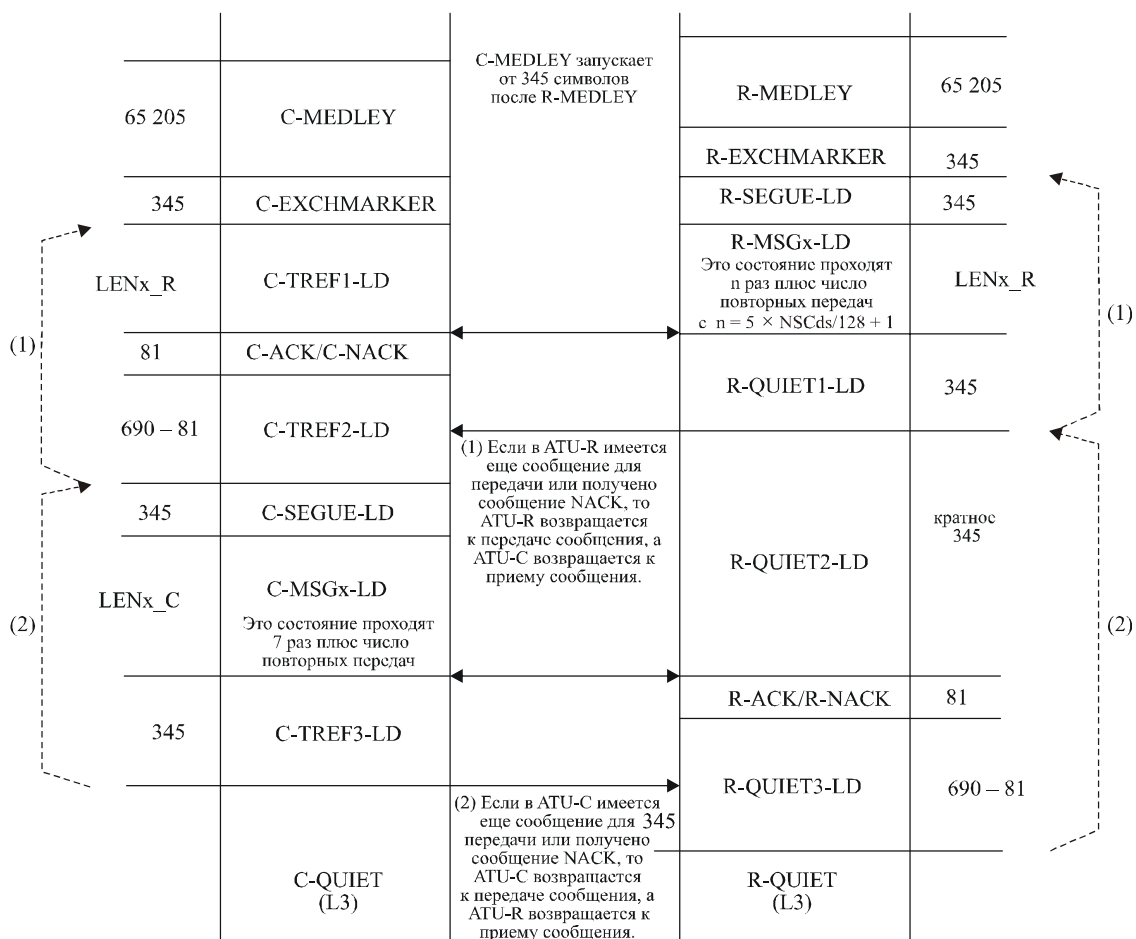 C-MEDLEY запускает
от 345 символов
после R-MEDLEY
65 205
C-MEDLEY
R-MEDLEY
65 205
R-EXCHMARKER
345
345
C-EXCHMARKER
R-SEGUE-LD
345
LENx_R
C-TREF1-LD
R-MSGx-LD
Это состояние проходят
n раз плюс число
повторных передач
с n = 5 × NSCds/128 + 1
LENx_R
(1)
(1)
81
C-ACK/C-NACK
R-QUIET1-LD
345
690 – 81
C-TREF2-LD
(1) Если в ATU-R имеется
еще сообщение для
передачи или получено
сообщение NACK, то
ATU-R возвращается
к передаче сообщения, а
ATU-C возвращается к
приему сообщения.
345
C-SEGUE-LD
R-QUIET2-LD
кратное
345
LENx_C
C-MSGx-LD
Это состояние проходят
7 раз плюс число
повторных передач
(2)
(2)
R-ACK/R-NACK
81
345
C-TREF3-LD
R-QUIET3-LD
690 – 81
(2) Если в ATU-C имеется
еще сообщение для
передачи или получено
сообщение NACK, то
ATU-C возвращается
к передаче сообщения, а
ATU-R возвращается к
приему сообщения.
345
C-QUIET
(L3)
R-QUIET
(L3)